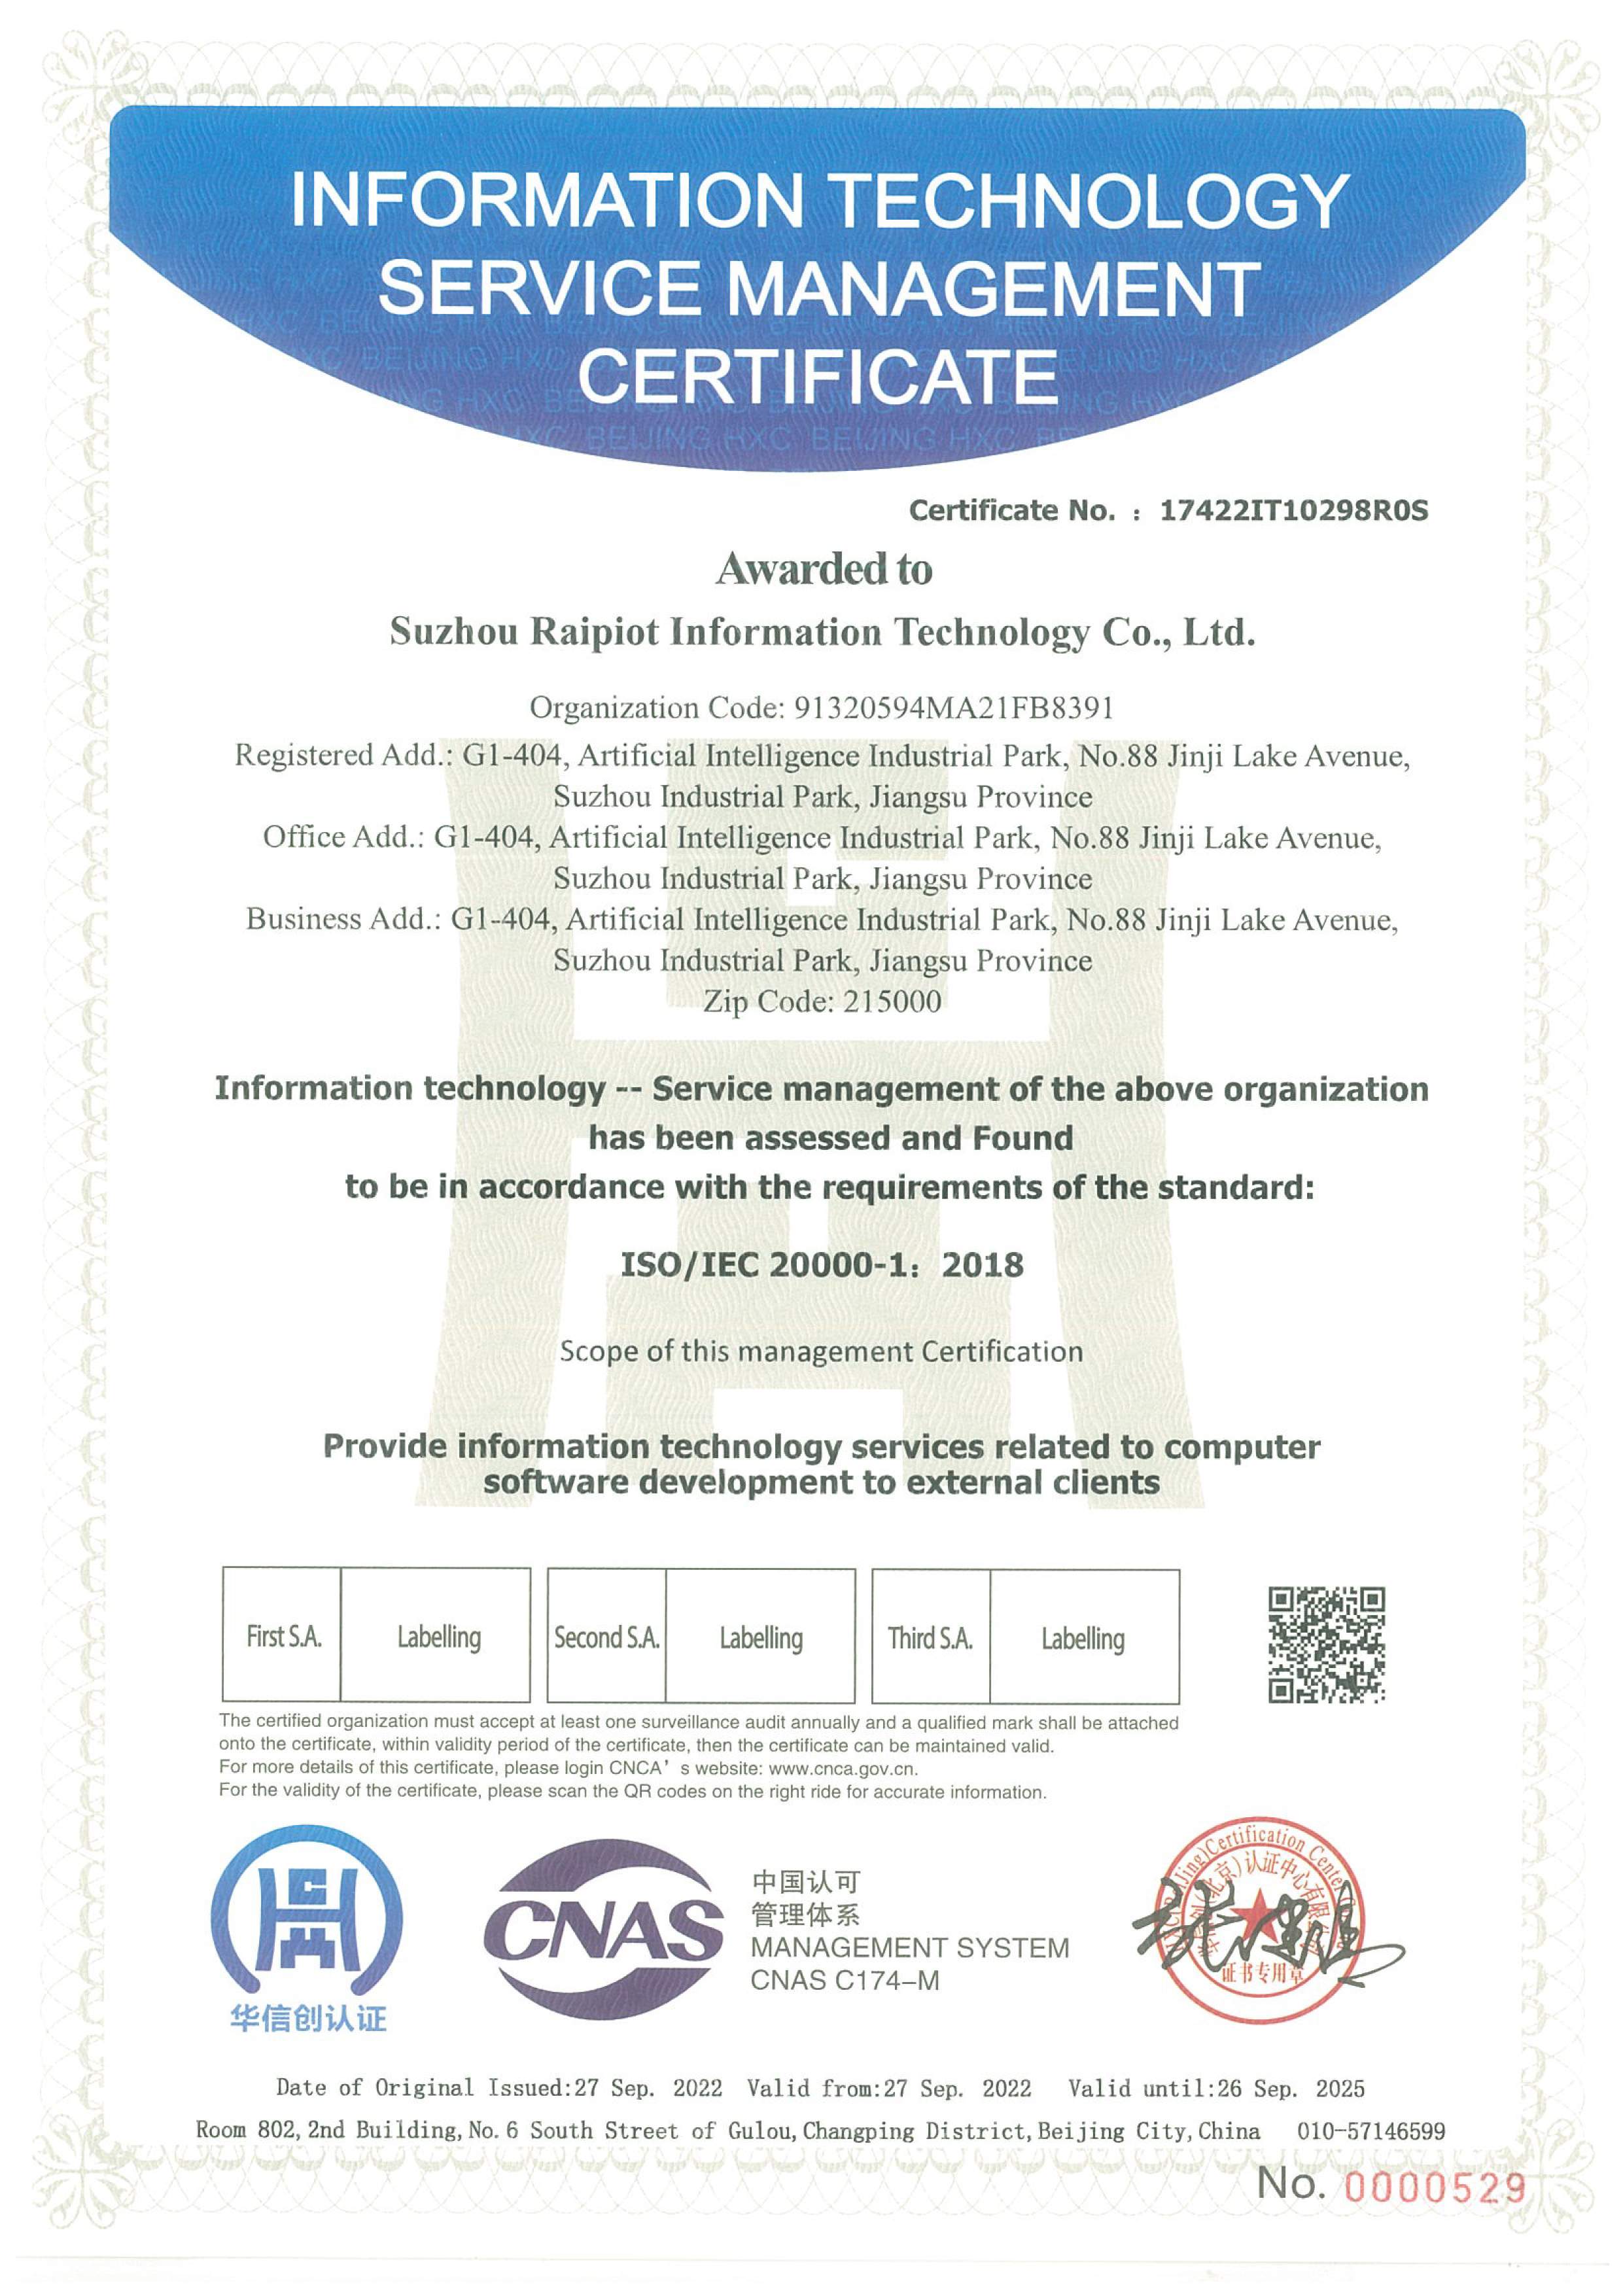 INFORMATION TECHNOLOGY
SERVICE MANAGEMENT
CERTIFICATE
BEIJING HXC BEIJING HXC
Certificate No. : 17422IT10298R0S
Awarded to
Suzhou Raipiot Information Technology Co., Ltd.
Organization Code: 91320594MA21FB8391
Registered Add.: G1-404, Artificial Intelligence Industrial Park, No.88 Jinji Lake Avenue,
Suzhou Industrial Park, Jiangsu Province
Office Add.: G1-404, Artificial Intelligence Industrial Park, No.88 Jinji Lake Avenue,
Suzhou Industrial Park, Jiangsu Province
Business Add.: G1-404, Artificial Intelligence Industrial Park, No.88 Jinji Lake Avenue,
Suzhou Industrial Park, Jiangsu Province
Zip Code: 215000
Information technology -- Service management of the above organization
has been assessed and Found
to be in accordance with the requirements of the standard:
ISO/IEC 20000-1：2018
Scope of this management Certification
Provide information technology services related to computer
software development to external clients
First S.A. Labelling Second S.A. Labelling Third S.A. Labelling
The certified organization must accept at least one surveillance audit annually and a qualified mark shall be attached
onto the certificate, within validity period of the certificate, then the certificate can be maintained valid.
For more details of this certificate, please login CNCA' s website: www.cnca.gov.cn.
For the validity of the certificate, please scan the QR codes on the right ride for accurate information.
华信创认证
CNAS
中国认可
管理体系
MANAGEMENT SYSTEM
CNAS C174-M
Certification Center
(北京)认证中心有限
证书专用章
Date of Original Issued:27 Sep. 2022 Valid from:27 Sep. 2022 Valid until:26 Sep. 2025
Room 802, 2nd Building, No. 6 South Street of Gulou, Changping District, Beijing City, China 010-57146599
No. 0000529